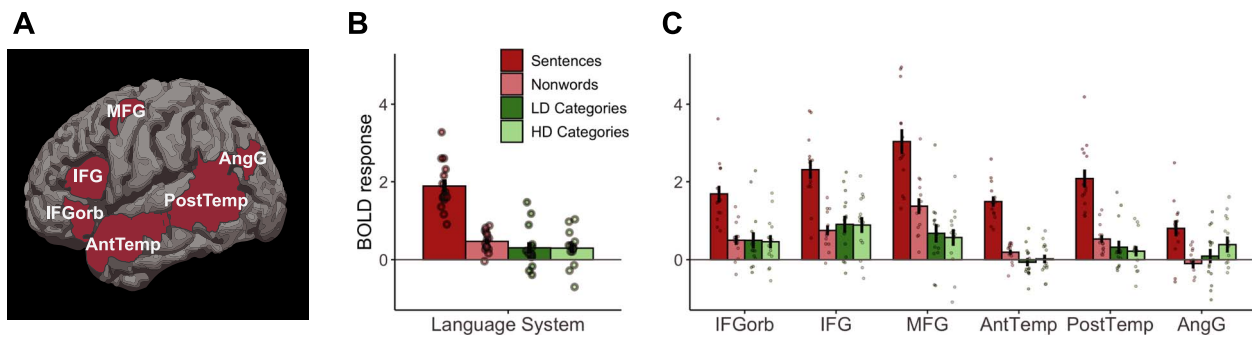 A
MFG
AngG
IFG
PostTemp
IFGorb
AntTemp
B
Sentences
Nonwords
LD Categories
HD Categories
BOLD response
4
2
0
Language System
C
4
2
0
IFGorb IFG MFG AntTemp PostTemp AngG